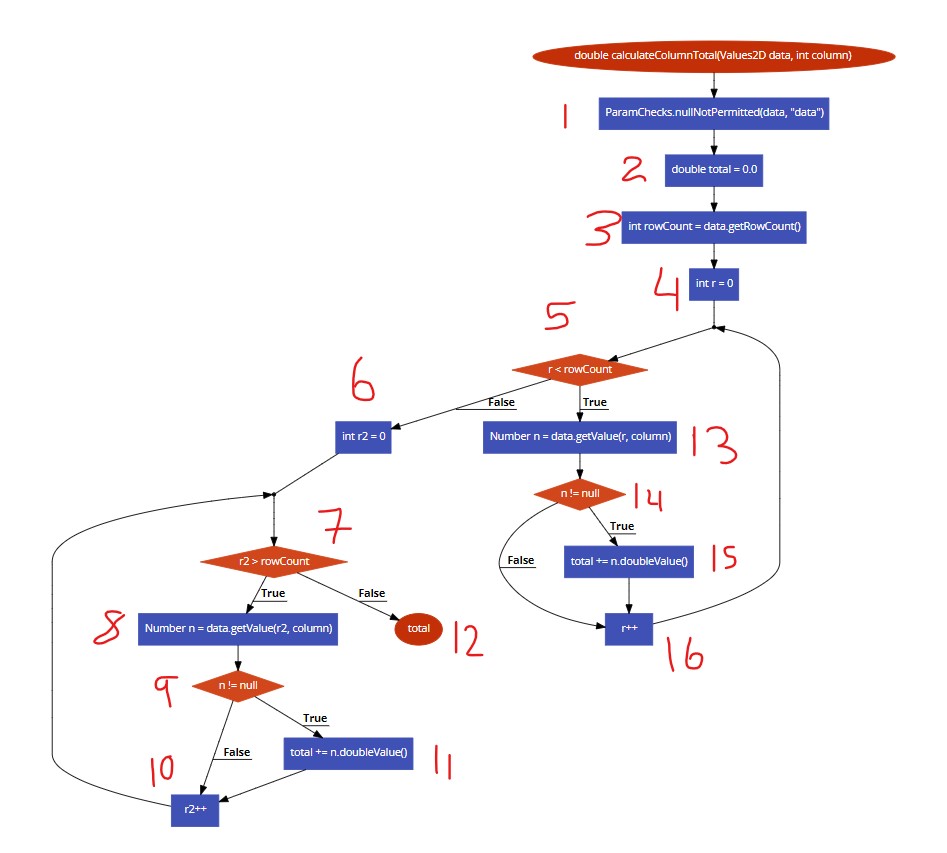 double calculateColumnTotal(Values2D data, int column)
1
ParamChecks.nullNotPermitted(data, "data")
2
double total = 0.0
3
int rowCount = data.getRowCount()
4
int r = 0
5
r < rowCount
6
False
True
int r2 = 0
Number n = data.getValue(r, column)
13
n != null
14
True
7
False
total += n.doubleValue()
15
r2 > rowCount
True
False
8
Number n = data.getValue(r2, column)
total
12
r++
16
9
n != null
True
False
total += n.doubleValue()
11
10
r2++